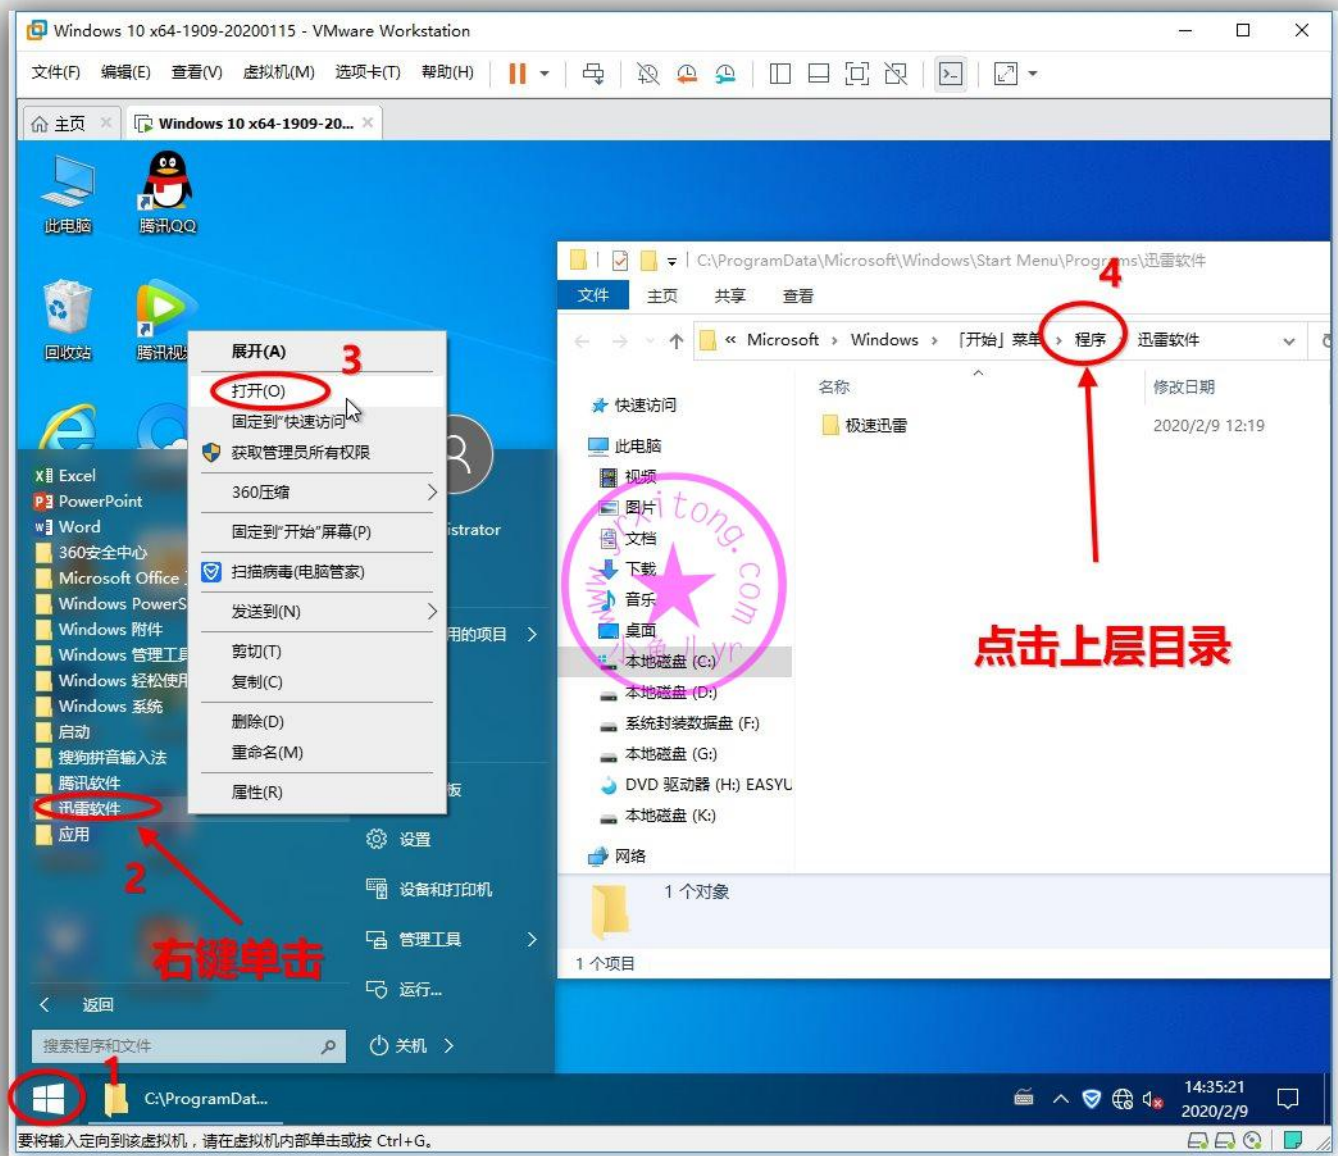 Windows 10 x64-1909-20200115 - VMware Workstation
文件(F) 编辑(E) 查看(V) 虚拟机(M) 选项卡(T) 帮助(H)
主页 Windows 10 x64-1909-20...
此电脑 腾讯QQ
回收站 腾讯视
展开(A)
3
打开(O)
固定到"快速访问"
获取管理员所有权限
360压缩
固定到"开始"屏幕(P)
扫描病毒(电脑管家)
发送到(N)
剪切(T)
复制(C)
删除(D)
重命名(M)
属性(R)
Excel
PowerPoint
Word
360安全中心
Microsoft Office
Windows PowerS
Windows 附件
Windows 管理工具
Windows 轻松使用
Windows 系统
启动
搜狗拼音输入法
腾讯软件
迅雷软件
应用
2
右键单击
返回
搜索程序和文件
istrator
用的项目
板
设置
设备和打印机
管理工具
运行...
关机
C:\ProgramData\Microsoft\Windows\Start Menu\Programs\迅雷软件
4
文件 主页 共享 查看
« Microsoft › Windows › 「开始」菜单 › 程序 › 迅雷软件
名称 修改日期
极速迅雷 2020/2/9 12:19
快速访问
此电脑
视频
图片
文档
下载
音乐
桌面
本地磁盘 (C:)
本地磁盘 (D:)
系统封装数据盘 (F:)
本地磁盘 (G:)
DVD 驱动器 (H:) EASYU
本地磁盘 (K:)
网络
www.yrxitong.com
小鱼儿yr
点击上层目录
1 个对象
1 个项目
1
C:\ProgramDat...
14:35:21
2020/2/9
要将输入定向到该虚拟机，请在虚拟机内部单击或按 Ctrl+G。